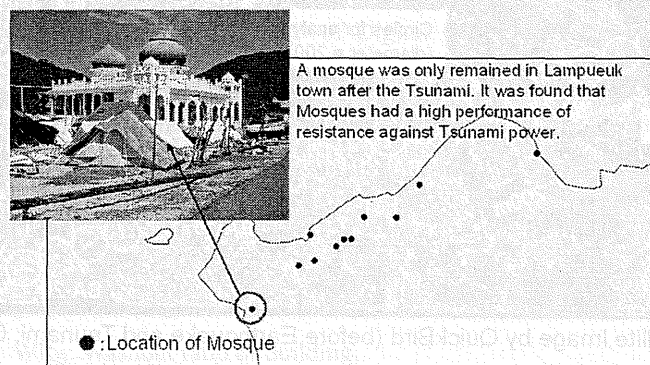 A mosque was only remained in Lampueuk
town after the Tsunami. It was found that
Mosques had a high performance of
resistance against Tsunami power.
:Location of Mosque